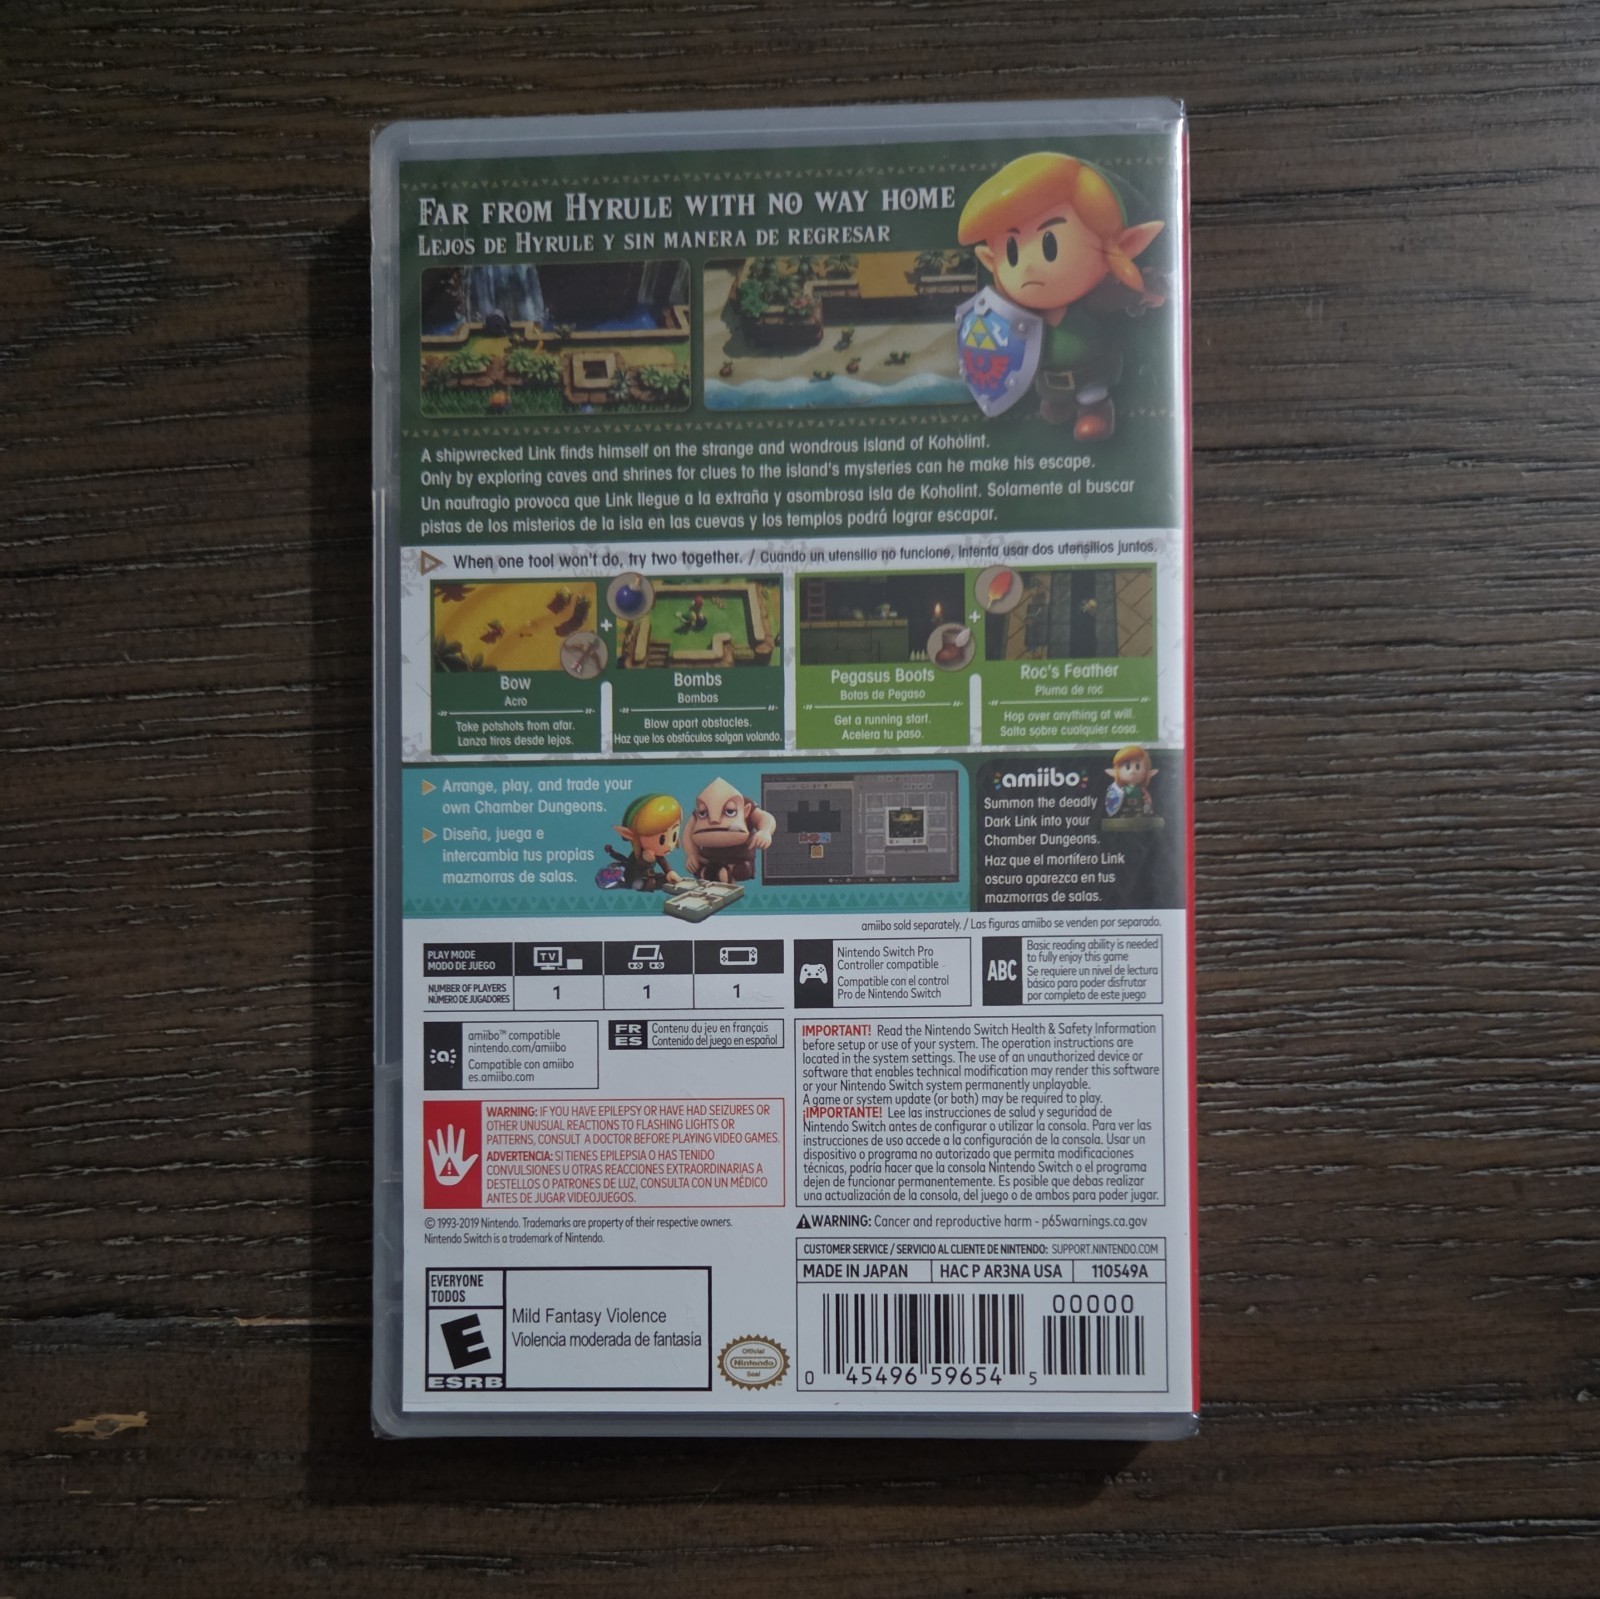 FAR FROM HYRULE WITH NO WAY HOME
LEJOS DE HYRULE Y SIN MANERA DE REGRESAR
A shipwrecked Link finds himself on the strange and wondrous island of Koholint.
Only by exploring caves and shrines for clues to the island's mysteries can he make his escape.
Un naufragio provoca que Link llegue a la extraña y asombrosa isla de Koholint. Solamente al buscar
pistas de los misterios de la isla en las cuevas y los templos podrá lograr escapar.
When one tool won't do, try two together. / Cuando un utensilio no funcione, intenta usar dos utensilios juntos.
+
+
Bow
Acro
Take potshots from afar.
Lanza tiros desde lejos.
Bombs
Bombas
Blow apart obstacles.
Haz que los obstáculos salgan volando.
Pegasus Boots
Botas de Pegaso
Get a running start.
Acelera tu paso.
Roc's Feather
Pluma de roc
Hop over anything at will.
Salta sobre cualquier cosa.
Arrange, play, and trade your
own Chamber Dungeons.
Diseña, juega e
intercambia tus propias
mazmorras de salas.
amiibo
Summon the deadly
Dark Link into your
Chamber Dungeons.
Haz que el mortífero Link
oscuro aparezca en tus
mazmorras de salas.
amiibo sold separately. / Las figuras amiibo se venden por separado.
PLAY MODE
MODO DE JUEGO
TV
NUMBER OF PLAYERS
NÚMERO DE JUGADORES
1
1
1
Nintendo Switch Pro
Controller compatible
Compatible con el control
Pro de Nintendo Switch
ABC
Basic reading ability is needed
to fully enjoy this game
Se requiere un nivel de lectura
básico para poder disfrutar
por completo de este juego
amiibo™ compatible
nintendo.com/amiibo
Compatible con amiibo
es.amiibo.com
FR
ES
Contenu du jeu en français
Contenido del juego en español
IMPORTANT! Read the Nintendo Switch Health & Safety Information
before setup or use of your system. The operation instructions are
located in the system settings. The use of an unauthorized device or
software that enables technical modification may render this software
or your Nintendo Switch system permanently unplayable.
A game or system update (or both) may be required to play.
¡IMPORTANTE! Lee las instrucciones de salud y seguridad de
Nintendo Switch antes de configurar o utilizar la consola. Para ver las
instrucciones de uso accede a la configuración de la consola. Usar un
dispositivo o programa no autorizado que permita modificaciones
técnicas, podría hacer que la consola Nintendo Switch o el programa
dejen de funcionar permanentemente. Es posible que debas realizar
una actualización de la consola, del juego o de ambos para poder jugar.
WARNING: IF YOU HAVE EPILEPSY OR HAVE HAD SEIZURES OR
OTHER UNUSUAL REACTIONS TO FLASHING LIGHTS OR
PATTERNS, CONSULT A DOCTOR BEFORE PLAYING VIDEO GAMES.
ADVERTENCIA: SI TIENES EPILEPSIA O HAS TENIDO
CONVULSIONES U OTRAS REACCIONES EXTRAORDINARIAS A
DESTELLOS O PATRONES DE LUZ, CONSULTA CON UN MÉDICO
ANTES DE JUGAR VIDEOJUEGOS.
© 1993-2019 Nintendo. Trademarks are property of their respective owners.
Nintendo Switch is a trademark of Nintendo.
WARNING: Cancer and reproductive harm - p65warnings.ca.gov
CUSTOMER SERVICE / SERVICIO AL CLIENTE DE NINTENDO: SUPPORT.NINTENDO.COM
MADE IN JAPAN
HAC P AR3NA USA
110549A
EVERYONE
TODOS
E
ESRB
Mild Fantasy Violence
Violencia moderada de fantasía
Official
Nintendo
Seal
00000
0 45496 59654 5